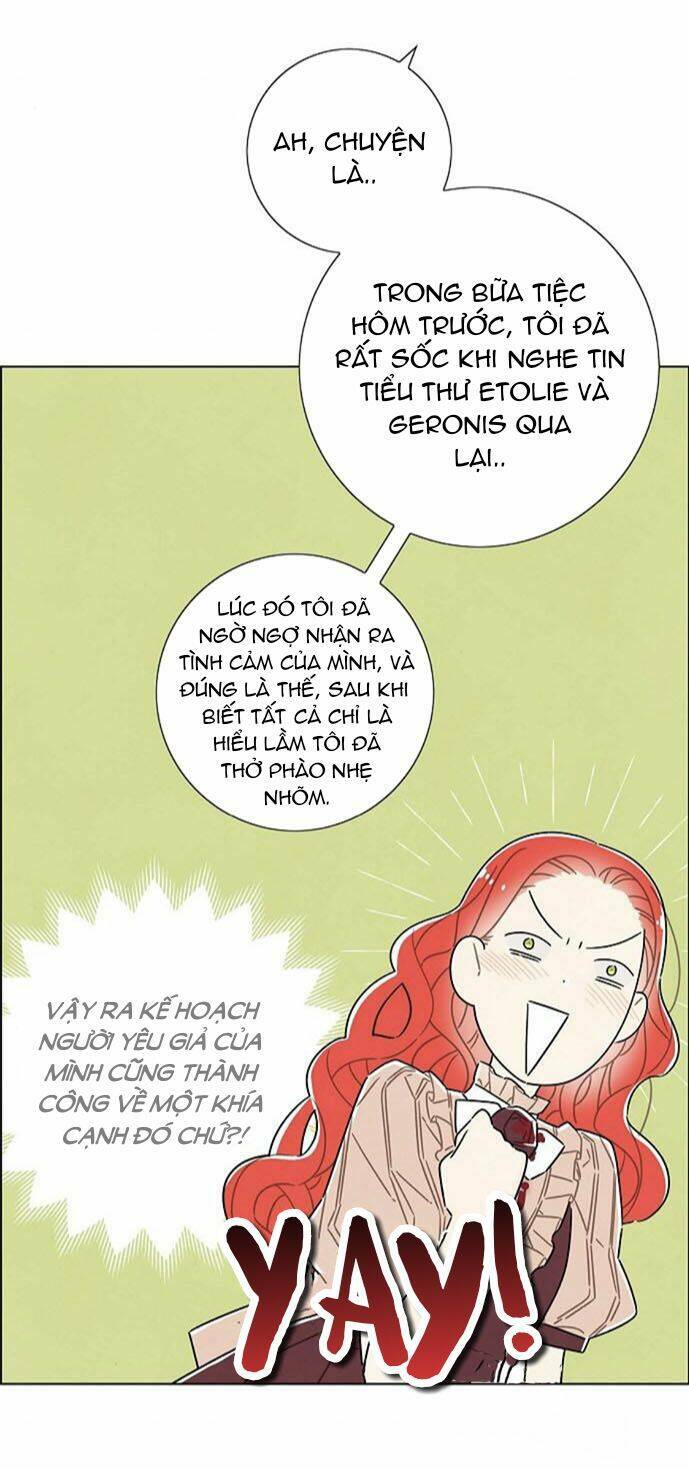 AH, CHUYỆN
LÀ..
TRONG BỮA TIỆC
HÔM TRƯỚC, TÔI ĐÃ
RẤT SỐC KHI NGHE TIN
TIỂU THƯ ETOLIE VÀ
GERONIS QUA
LẠI..
LÚC ĐÓ TÔI ĐÃ
NGỜ NGỢ NHẬN RA
TÌNH CẢM CỦA MÌNH, VÀ
ĐÚNG LÀ THẾ, SAU KHI
BIẾT TẤT CẢ CHỈ LÀ
HIỂU LẦM TÔI ĐÃ
THỞ PHÀO NHẸ
NHÕM.
VẬY RA KẾ HOẠCH
NGƯỜI YÊU GIẢ CỦA
MÌNH CŨNG THÀNH
CÔNG VỀ MỘT KHÍA
CẠNH ĐÓ CHỨ?!
YAY!